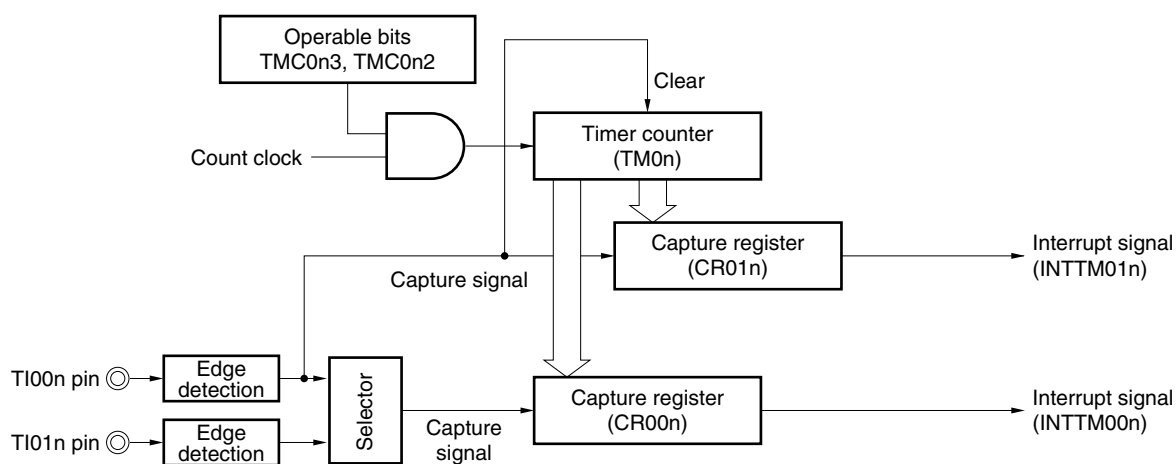 Operable bits
TMC0n3, TMC0n2
Clear
Timer counter
(TM0n)
Count clock
Capture register
(CR01n)
Interrupt signal
(INTTM01n)
Capture signal
TI00n pin
Edge
detection
Selector
Capture register
(CR00n)
Interrupt signal
(INTTM00n)
TI01n pin
Edge
detection
Capture
signal